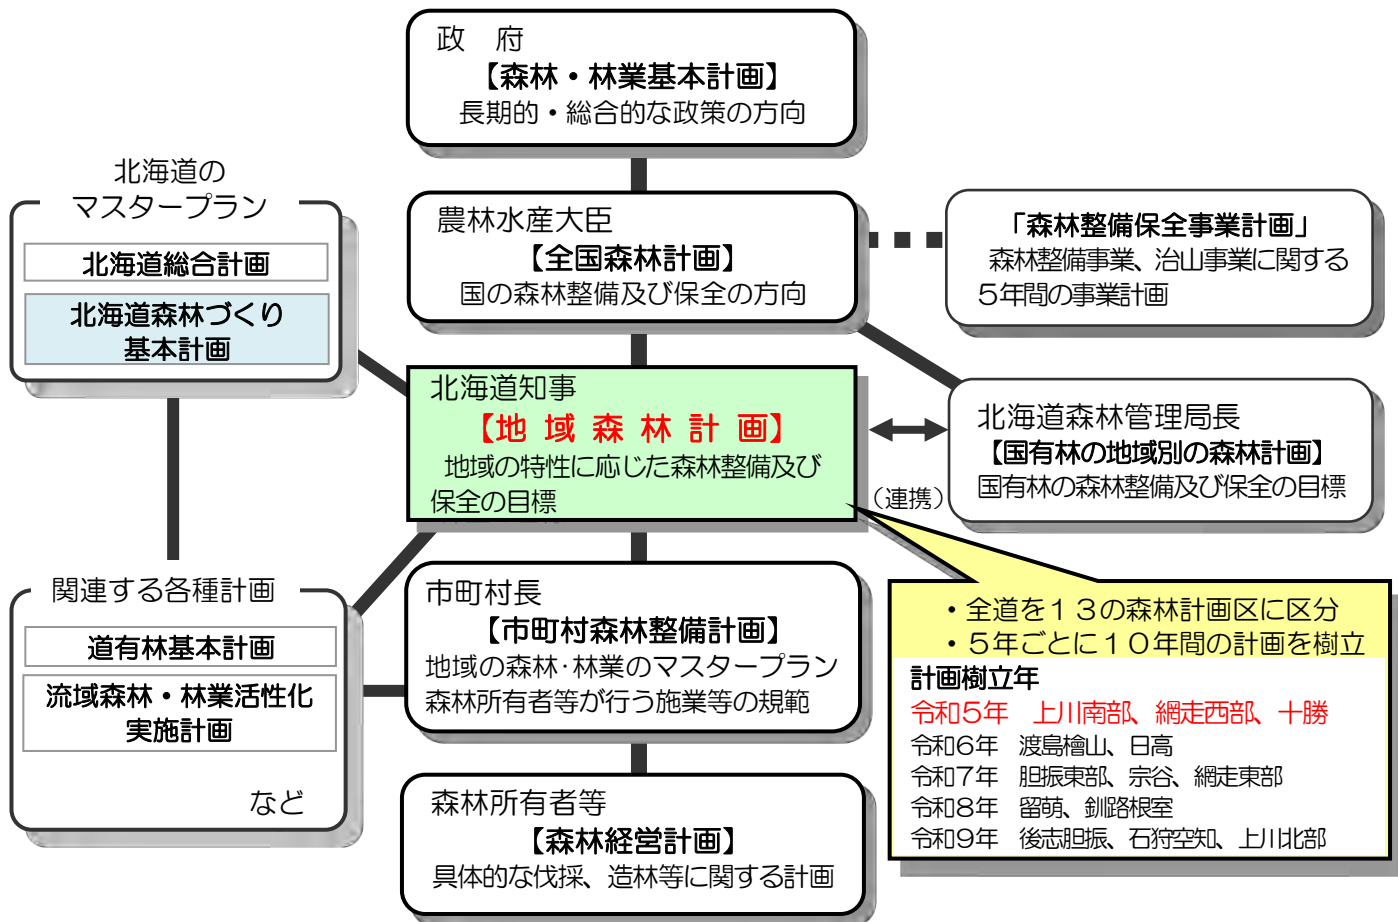 政　府
【森林・林業基本計画】
長期的・総合的な政策の方向
北海道の
マスタープラン
北海道総合計画
北海道森林づくり
基本計画
農林水産大臣
【全国森林計画】
国の森林整備及び保全の方向
「森林整備保全事業計画」
森林整備事業、治山事業に関する
５年間の事業計画
北海道知事
【地 域 森 林 計 画】
地域の特性に応じた森林整備及び
保全の目標
（連携）
北海道森林管理局長
【国有林の地域別の森林計画】
国有林の森林整備及び保全の目標
関連する各種計画
道有林基本計画
流域森林・林業活性化
実施計画
など
市町村長
【市町村森林整備計画】
地域の森林･林業のマスタープラン
森林所有者等が行う施業等の規範
森林所有者等
【森林経営計画】
具体的な伐採、造林等に関する計画
・全道を１３の森林計画区に区分
・５年ごとに１０年間の計画を樹立
計画樹立年
令和５年　上川南部、網走西部、十勝
令和６年　渡島檜山、日高
令和７年　胆振東部、宗谷、網走東部
令和８年　留萌、釧路根室
令和９年　後志胆振、石狩空知、上川北部